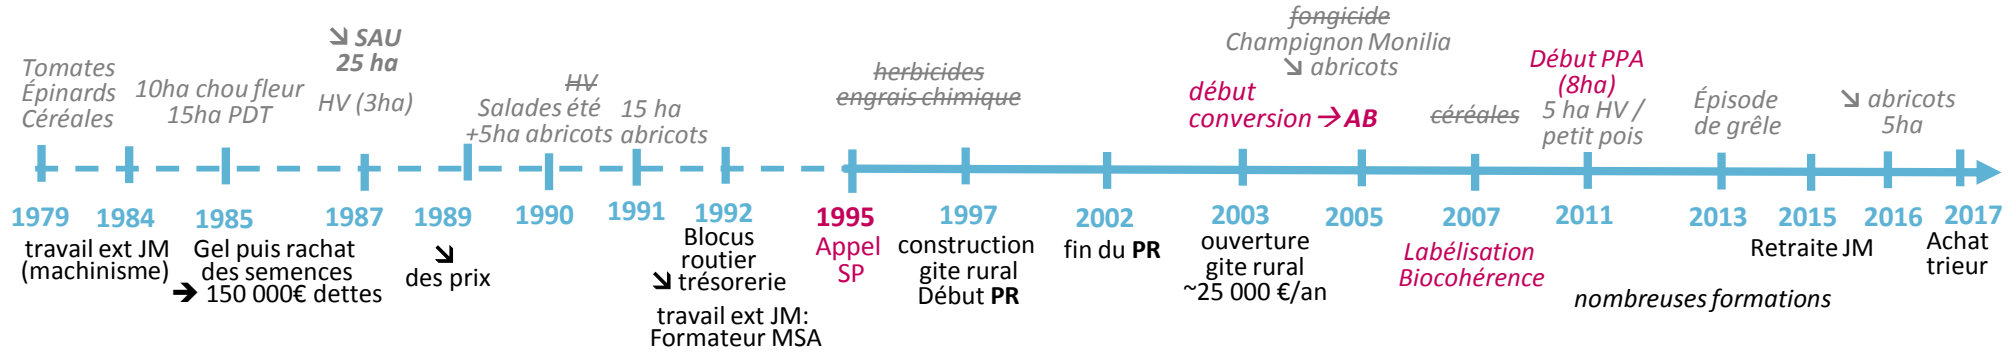 Tomates
Épinards
Céréales
10ha chou fleur
15ha PDT
↘ SAU
25 ha
HV (3ha)
HV
Salades été
+5ha abricots
15 ha
abricots
herbicides
engrais chimique
début
conversion → AB
fongicide
Champignon Monilia
↘ abricots
céréales
Début PPA
(8ha)
5 ha HV /
petit pois
Épisode
de grêle
↘ abricots
5ha
1979
1984
1985
1987
1989
1990
1991
1992
1995
1997
2002
2003
2005
2007
2011
2013
2015
2016
2017
travail ext JM
(machinisme)
Gel puis rachat
des semences
➔ 150 000€ dettes
↘
des prix
Blocus
routier
↘ trésorerie
travail ext JM:
Formateur MSA
Appel
SP
construction
gite rural
Début PR
fin du PR
ouverture
gite rural
~25 000 €/an
Labélisation
Biocohérence
nombreuses formations
Retraite JM
Achat
trieur